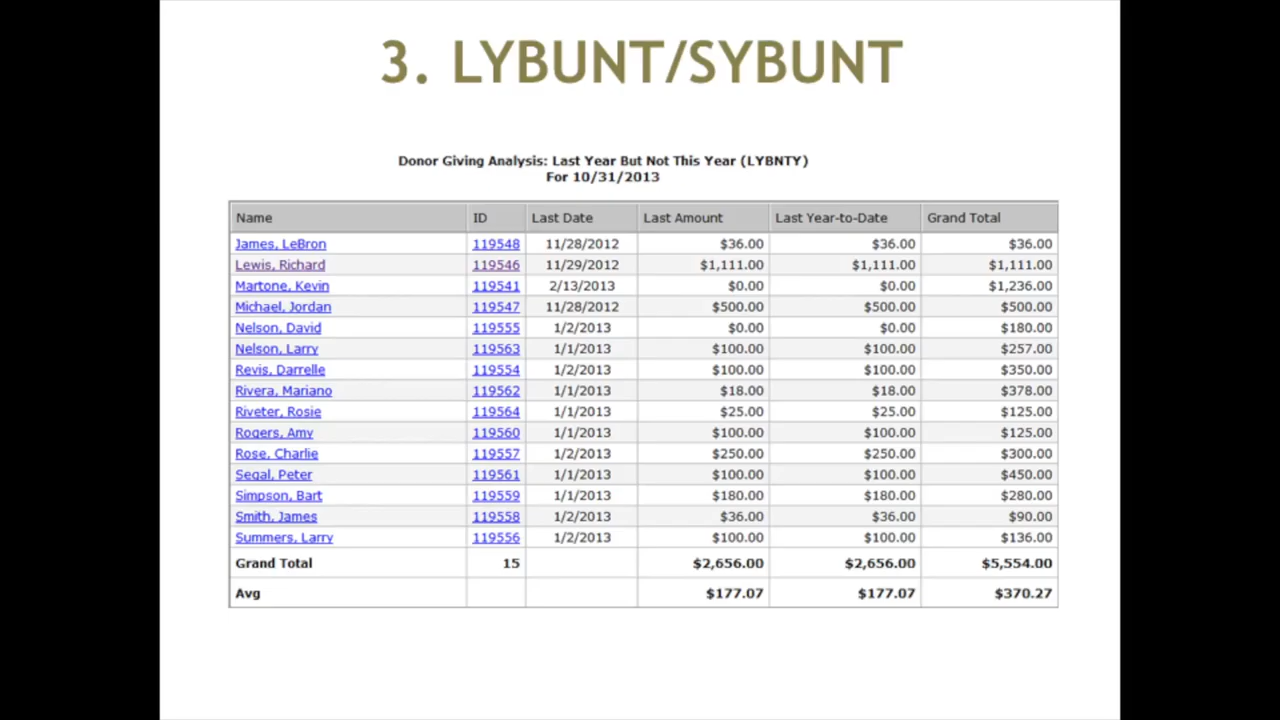 3. LYBUNT/SYBUNT
Donor Giving Analysis: Last Year But Not This Year (LYBNTY)
For 10/31/2013
Name ID Last Date Last Amount Last Year-to-Date Grand Total
James, LeBron 119548 11/28/2012 $36.00 $36.00 $36.00
Lewis, Richard 119546 11/29/2012 $1,111.00 $1,111.00 $1,111.00
Martone, Kevin 119541 2/13/2013 $0.00 $0.00 $1,236.00
Michael, Jordan 119547 11/28/2012 $500.00 $500.00 $500.00
Nelson, David 119555 1/2/2013 $0.00 $0.00 $180.00
Nelson, Larry 119563 1/1/2013 $100.00 $100.00 $257.00
Revis, Darrelle 119554 1/2/2013 $100.00 $100.00 $350.00
Rivera, Mariano 119562 1/1/2013 $18.00 $18.00 $378.00
Riveter, Rosie 119564 1/1/2013 $25.00 $25.00 $125.00
Rogers, Amy 119560 1/1/2013 $100.00 $100.00 $125.00
Rose, Charlie 119557 1/2/2013 $250.00 $250.00 $300.00
Segal, Peter 119561 1/1/2013 $100.00 $100.00 $450.00
Simpson, Bart 119559 1/1/2013 $180.00 $180.00 $280.00
Smith, James 119558 1/2/2013 $36.00 $36.00 $90.00
Summers, Larry 119556 1/2/2013 $100.00 $100.00 $136.00
Grand Total 15 $2,656.00 $2,656.00 $5,554.00
Avg $177.07 $177.07 $370.27